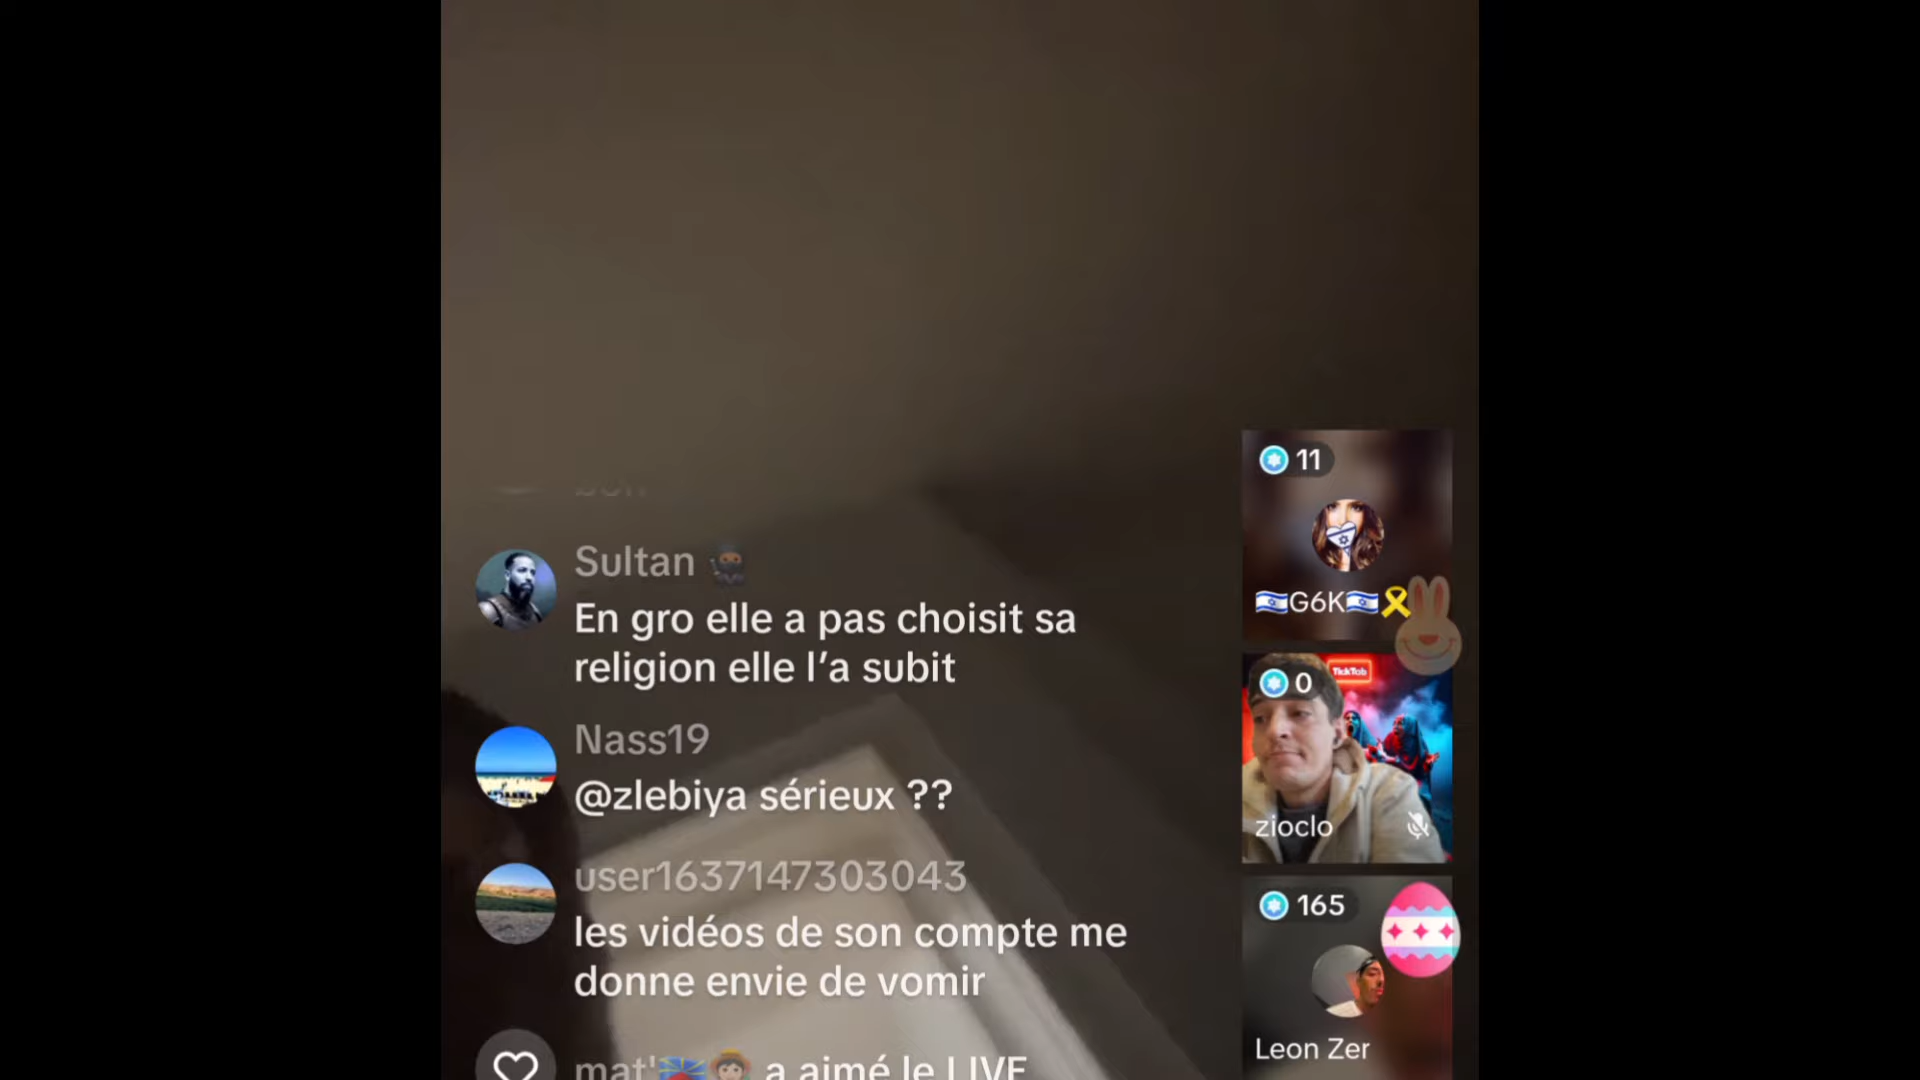 Sultan 🥷
En gro elle a pas choisit sa
religion elle l’a subit
Nass19
@zlebiya sérieux ??
user1637147303043
les vidéos de son compte me
donne envie de vomir
a aimé le LIVE
11
🇮🇱G6K🇮🇱🎗
0
zioclo
165
Leon Zer